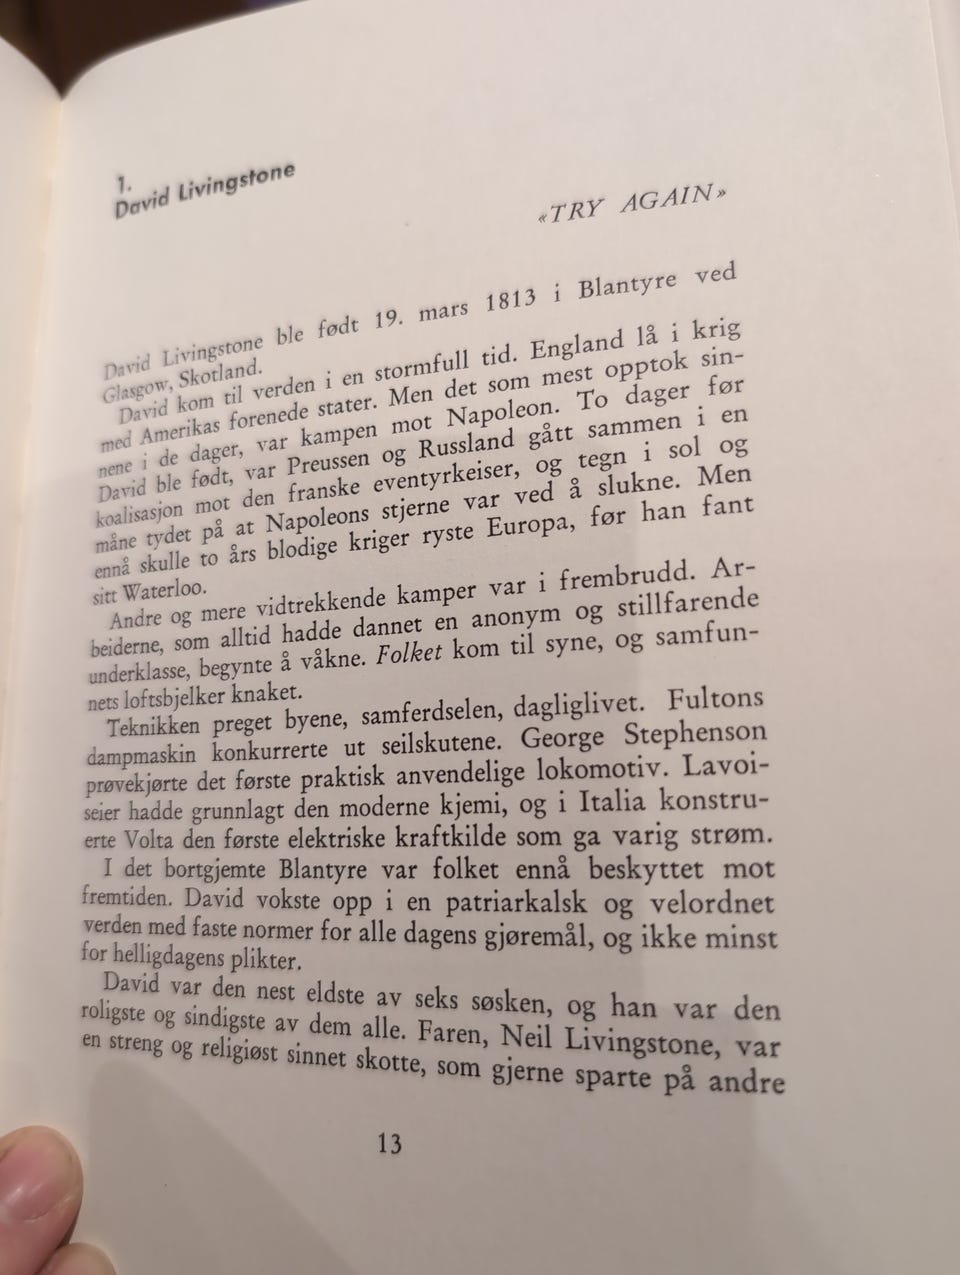 1.
David Livingstone
«TRY AGAIN»
David Livingstone ble født 19. mars 1813 i Blantyre ved
Glasgow, Skotland.
David kom til verden i en stormfull tid. England lå i krig
med Amerikas forenede stater. Men det som mest opptok sin-
nene i de dager, var kampen mot Napoleon. To dager før
David ble født, var Preussen og Russland gått sammen i en
koalisasjon mot den franske eventyrkeiser, og tegn i sol og
måne tydet på at Napoleons stjerne var ved å slukne. Men
ennå skulle to års blodige kriger ryste Europa, før han fant
sitt Waterloo.
Andre og mere vidtrekkende kamper var i frembrudd. Ar-
beiderne, som alltid hadde dannet en anonym og stillfarende
underklasse, begynte å våkne. Folket kom til syne, og samfun-
nets loftsbjelker knaket.
Teknikken preget byene, samferdselen, dagliglivet. Fultons
dampmaskin konkurrerte ut seilskutene. George Stephenson
prøvekjørte det første praktisk anvendelige lokomotiv. Lavoi-
seier hadde grunnlagt den moderne kjemi, og i Italia konstru-
erte Volta den første elektriske kraftkilde som ga varig strøm.
I det bortgjemte Blantyre var folket ennå beskyttet mot
fremtiden. David vokste opp i en patriarkalsk og velordnet
verden med faste normer for alle dagens gjøremål, og ikke minst
for helligdagens plikter.
David var den nest eldste av seks søsken, og han var den
roligste og sindigste av dem alle. Faren, Neil Livingstone, var
en streng og religiøst sinnet skotte, som gjerne sparte på andre
13